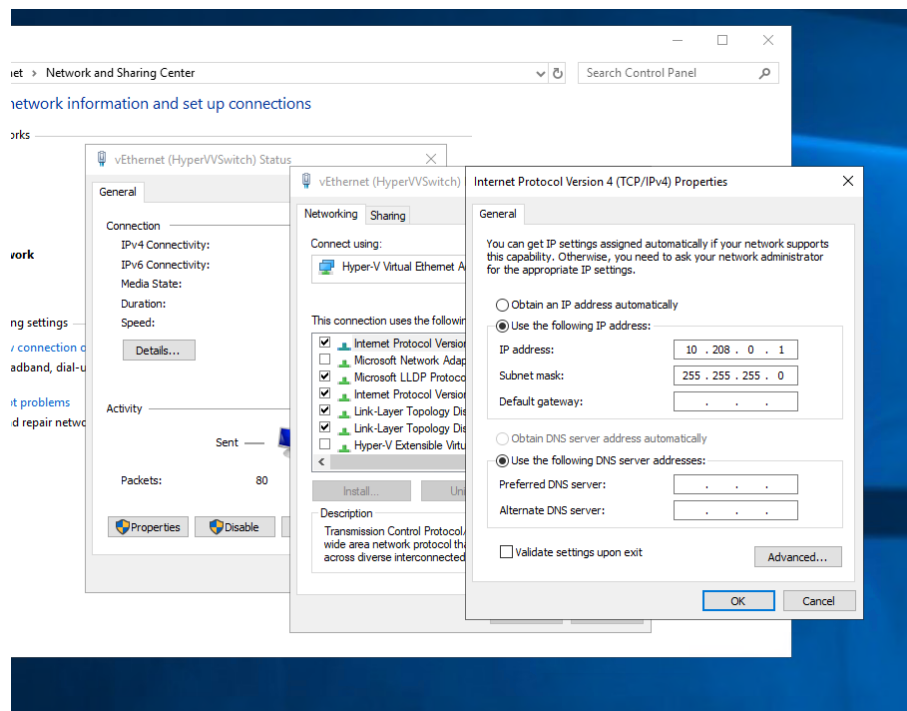 et › Network and Sharing Center
Search Control Panel
network information and set up connections
orks
work
ng settings
connection
adband, dial-u
t problems
d repair netwo
vEthernet (HyperVVSwitch) Status
General
Connection
IPv4 Connectivity:
IPv6 Connectivity:
Media State:
Duration:
Speed:
Details...
Activity
Sent
Packets: 80
Properties
Disable
vEthernet (HyperVVSwitch)
Networking
Sharing
Connect using:
Hyper-V Virtual Ethernet A
This connection uses the followin
Internet Protocol Version
Microsoft Network Adap
Microsoft LLDP Protoco
Internet Protocol Version
Link-Layer Topology Dis
Link-Layer Topology Dis
Hyper-V Extensible Virtu
Install...
Uni
Description
Transmission Control Protocol/
wide area network protocol tha
across diverse interconnected
Internet Protocol Version 4 (TCP/IPv4) Properties
General
You can get IP settings assigned automatically if your network supports
this capability. Otherwise, you need to ask your network administrator
for the appropriate IP settings.
Obtain an IP address automatically
Use the following IP address:
IP address: 10 . 208 . 0 . 1
Subnet mask: 255 . 255 . 255 . 0
Default gateway: . . .
Obtain DNS server address automatically
Use the following DNS server addresses:
Preferred DNS server: . . .
Alternate DNS server: . . .
Validate settings upon exit
Advanced...
OK
Cancel